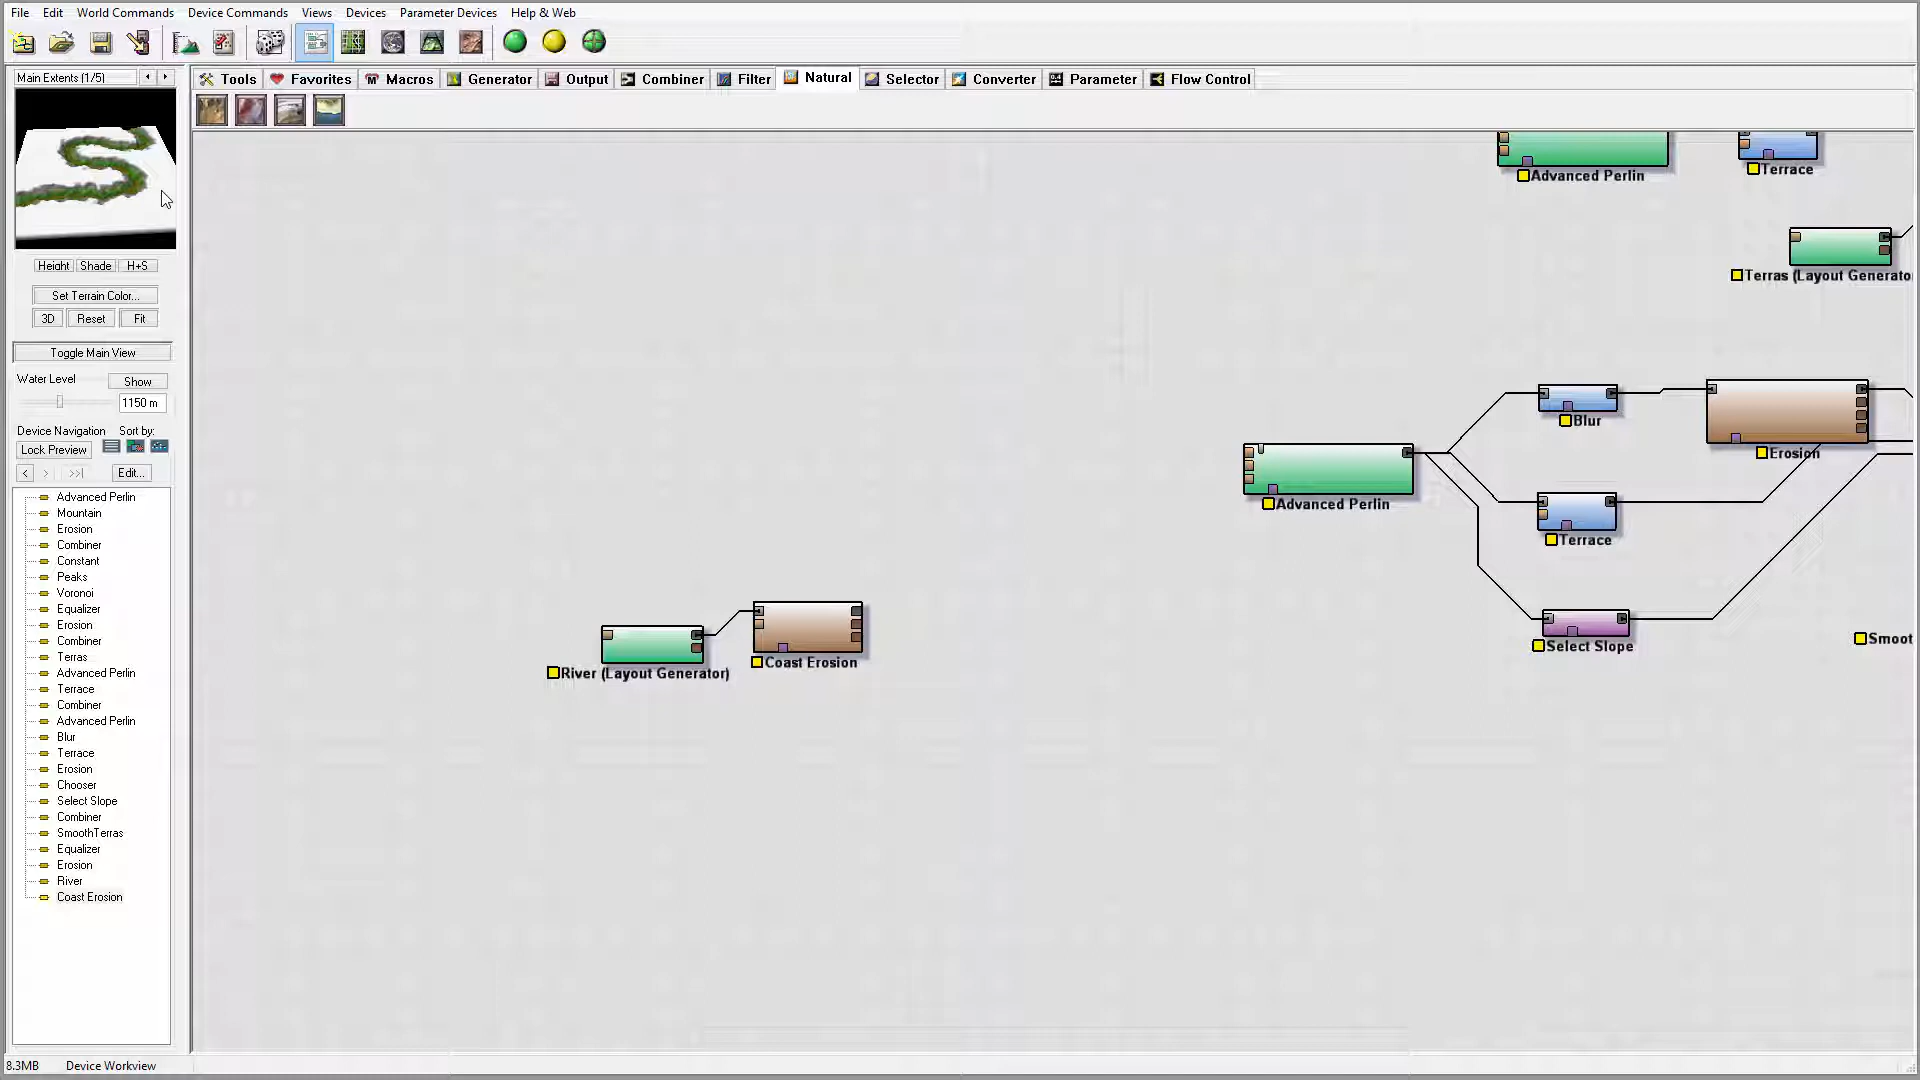 File Edit World Commands Device Commands Views Devices Parameter Devices Help & Web
Main Extents (1/5)
Tools Favorites Macros Generator Output Combiner Filter Natural Selector Converter Parameter Flow Control
Height Shade H+S
Set Terrain Color...
3D Reset Fit
Toggle Main View
Water Level Show
1150 m
Device Navigation Sort by:
Lock Preview
< > >>| Edit...
Advanced Perlin
Mountain
Erosion
Combiner
Constant
Peaks
Voronoi
Equalizer
Erosion
Combiner
Terras
Advanced Perlin
Terrace
Combiner
Advanced Perlin
Blur
Terrace
Erosion
Chooser
Select Slope
Combiner
SmoothTerras
Equalizer
Erosion
River
Coast Erosion
Advanced Perlin
Terrace
Terras (Layout Generato
Blur
Erosion
Advanced Perlin
Terrace
Select Slope
Smoot
River (Layout Generator)
Coast Erosion
8.3MB Device Workview